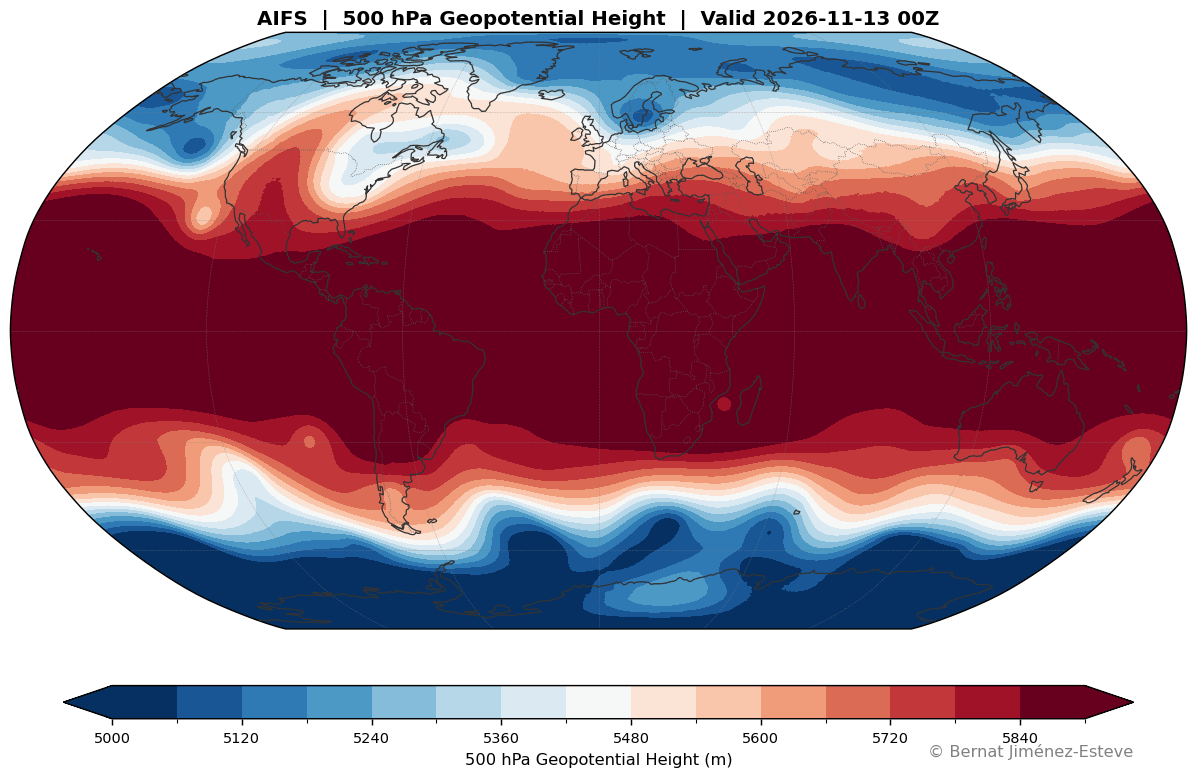 AIFS  |  500 hPa Geopotential Height  |  Valid 2026-11-13 00Z
5000 5120 5240 5360 5480 5600 5720 5840
500 hPa Geopotential Height (m)
© Bernat Jiménez-Esteve